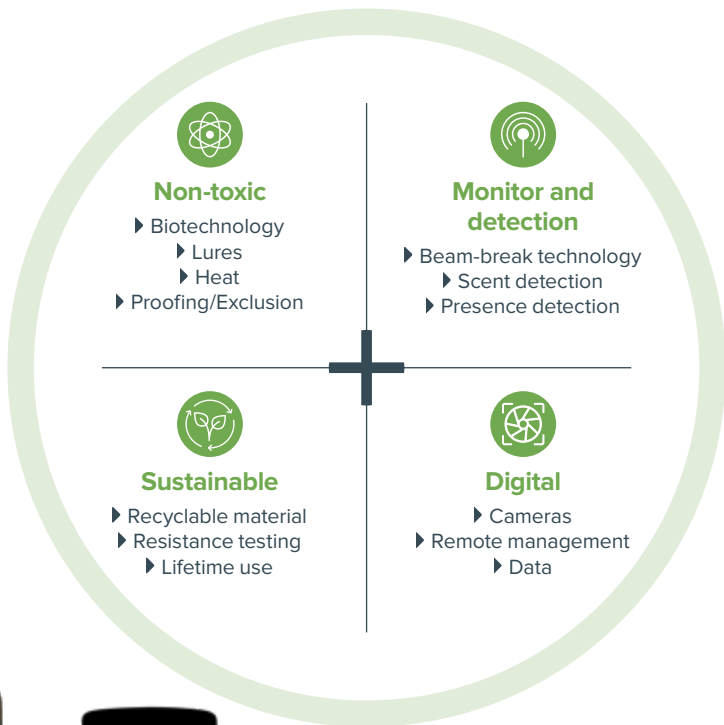 Non-toxic
Biotechnology
Lures
Heat
Proofing/Exclusion
Monitor and
detection
Beam-break technology
Scent detection
Presence detection
Sustainable
Recyclable material
Resistance testing
Lifetime use
Digital
Cameras
Remote management
Data